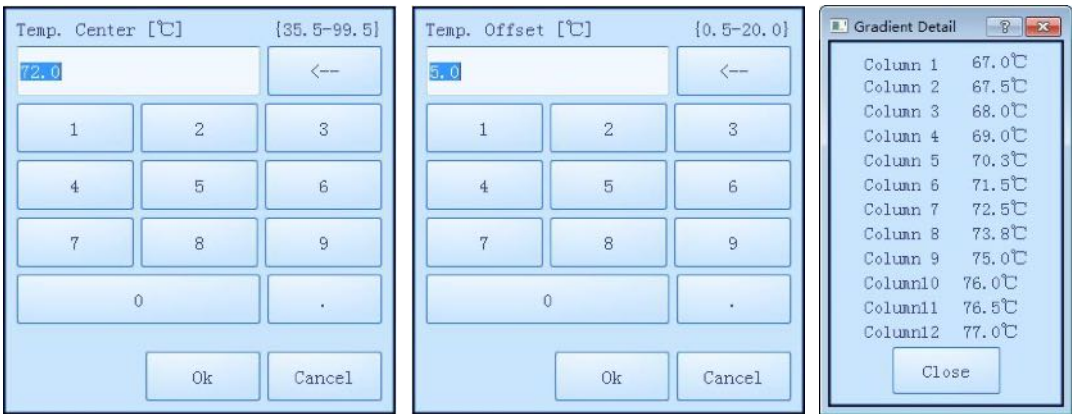 Temp. Center [℃] {35.5-99.5}
72.0 <--
1 2 3
4 5 6
7 8 9
0 .
Ok Cancel
Temp. Offset [℃] {0.5-20.0}
5.0 <--
1 2 3
4 5 6
7 8 9
0 .
Ok Cancel
Gradient Detail ?
Column 1 67.0℃
Column 2 67.5℃
Column 3 68.0℃
Column 4 69.0℃
Column 5 70.3℃
Column 6 71.5℃
Column 7 72.5℃
Column 8 73.8℃
Column 9 75.0℃
Column10 76.0℃
Column11 76.5℃
Column12 77.0℃
Close